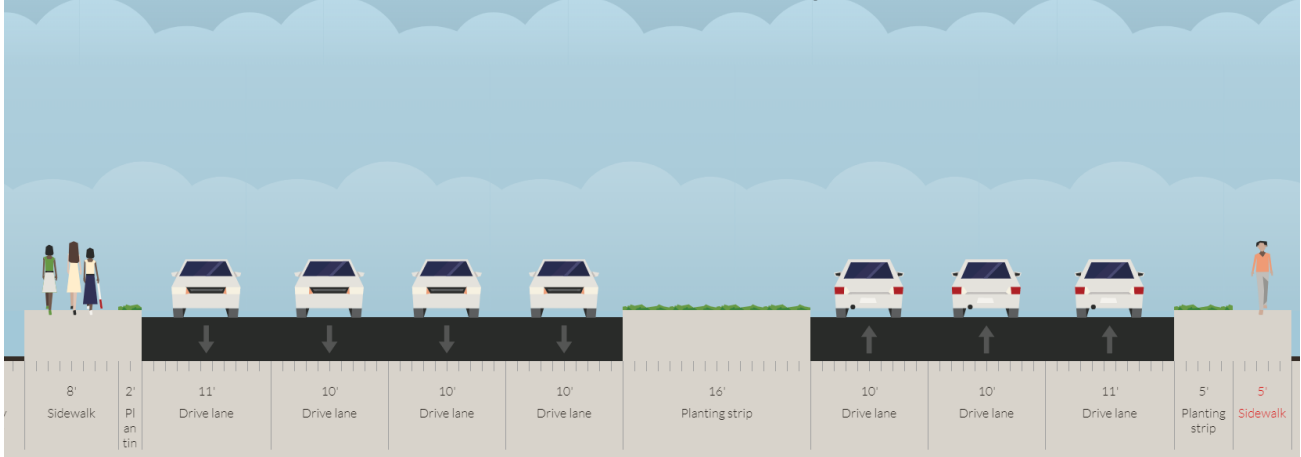 8'
Sidewalk
2'
Pl
an
tin
11'
Drive lane
10'
Drive lane
10'
Drive lane
10'
Drive lane
16'
Planting strip
10'
Drive lane
10'
Drive lane
11'
Drive lane
5'
Planting
strip
5'
Sidewalk